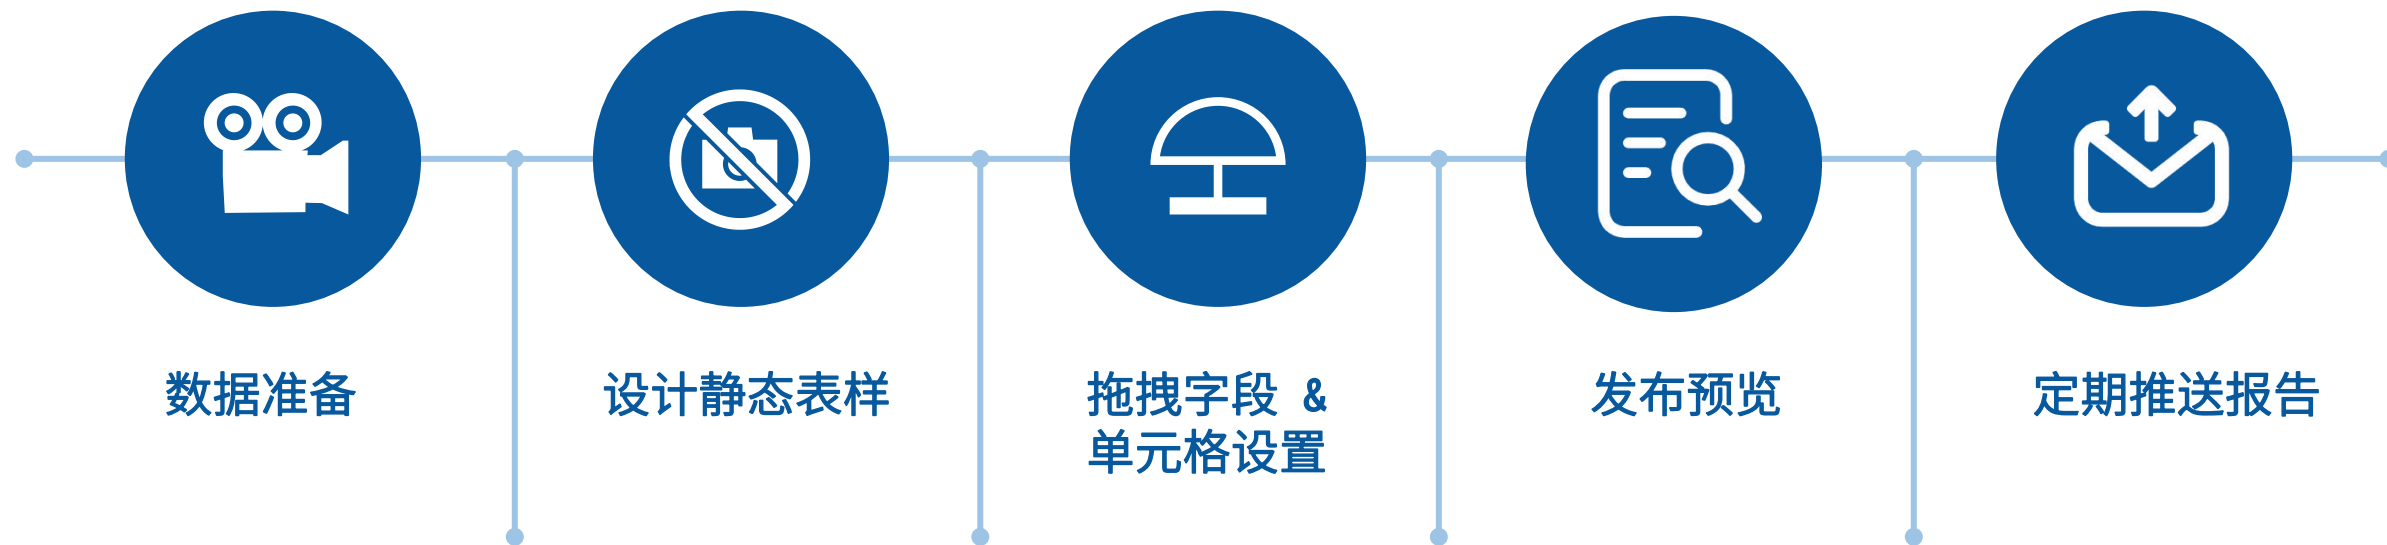 数据准备
设计静态表样
拖拽字段 &
单元格设置
发布预览
定期推送报告